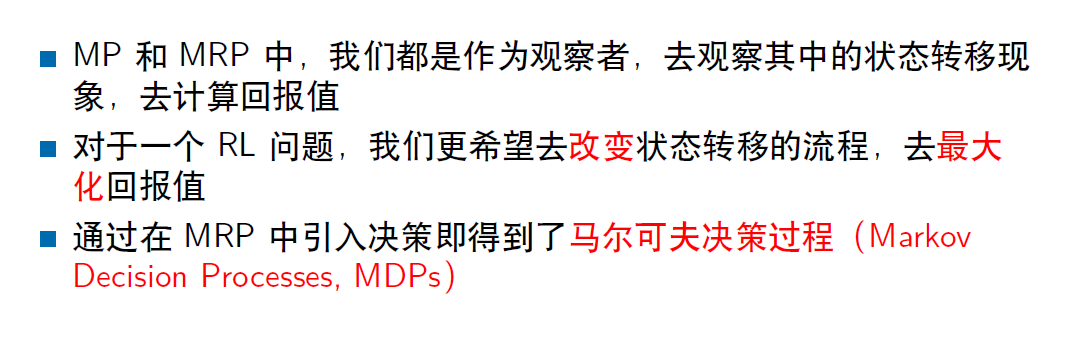 MP 和 MRP 中，我们都是作为观察者，去观察其中的状态转移现
象，去计算回报值
对于一个 RL 问题，我们更希望去改变状态转移的流程，去最大
化回报值
通过在 MRP 中引入决策即得到了马尔可夫决策过程（Markov
Decision Processes, MDPs）